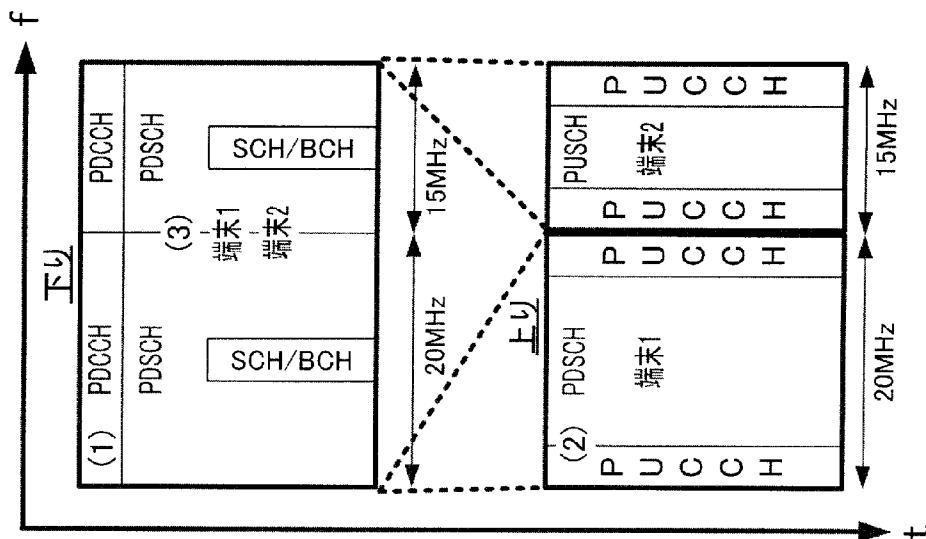 f
下り
(1)
PDCCH
PDCCH
PDSCH
PDSCH
(3)
端末1
端末2
SCH/BCH
SCH/BCH
20MHz
15MHz
上り
(2)
PUCCH
PDSCH
端末1
PUCCH
PUCCH
PUSCH
端末2
PUCCH
20MHz
15MHz
t